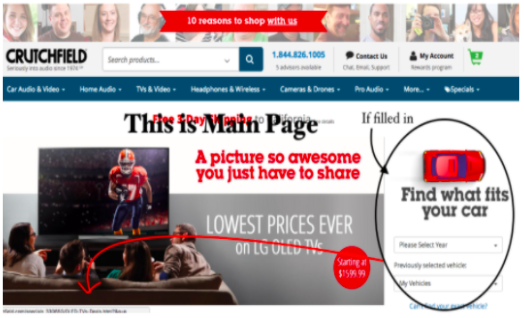 10 reasons to shop with us
CRUTCHFIELD
Seriously into audio since 1974™
Search products...
1.844.826.1005
5 advisors available
Contact Us
Chat, Email, Support
My Account
Rewards program
Car Audio & Video
Home Audio
TVs & Video
Headphones & Wireless
Cameras & Drones
Pro Audio
More...
Specials
Free 3-Day Shipping to California
This is Main Page
If filled in
A picture so awesome
you just have to share
Find what fits
your car
LOWEST PRICES EVER
on LG OLED TVs
Starting at
$1599.99
Please Select Year
Previously selected vehicle:
My Vehicles